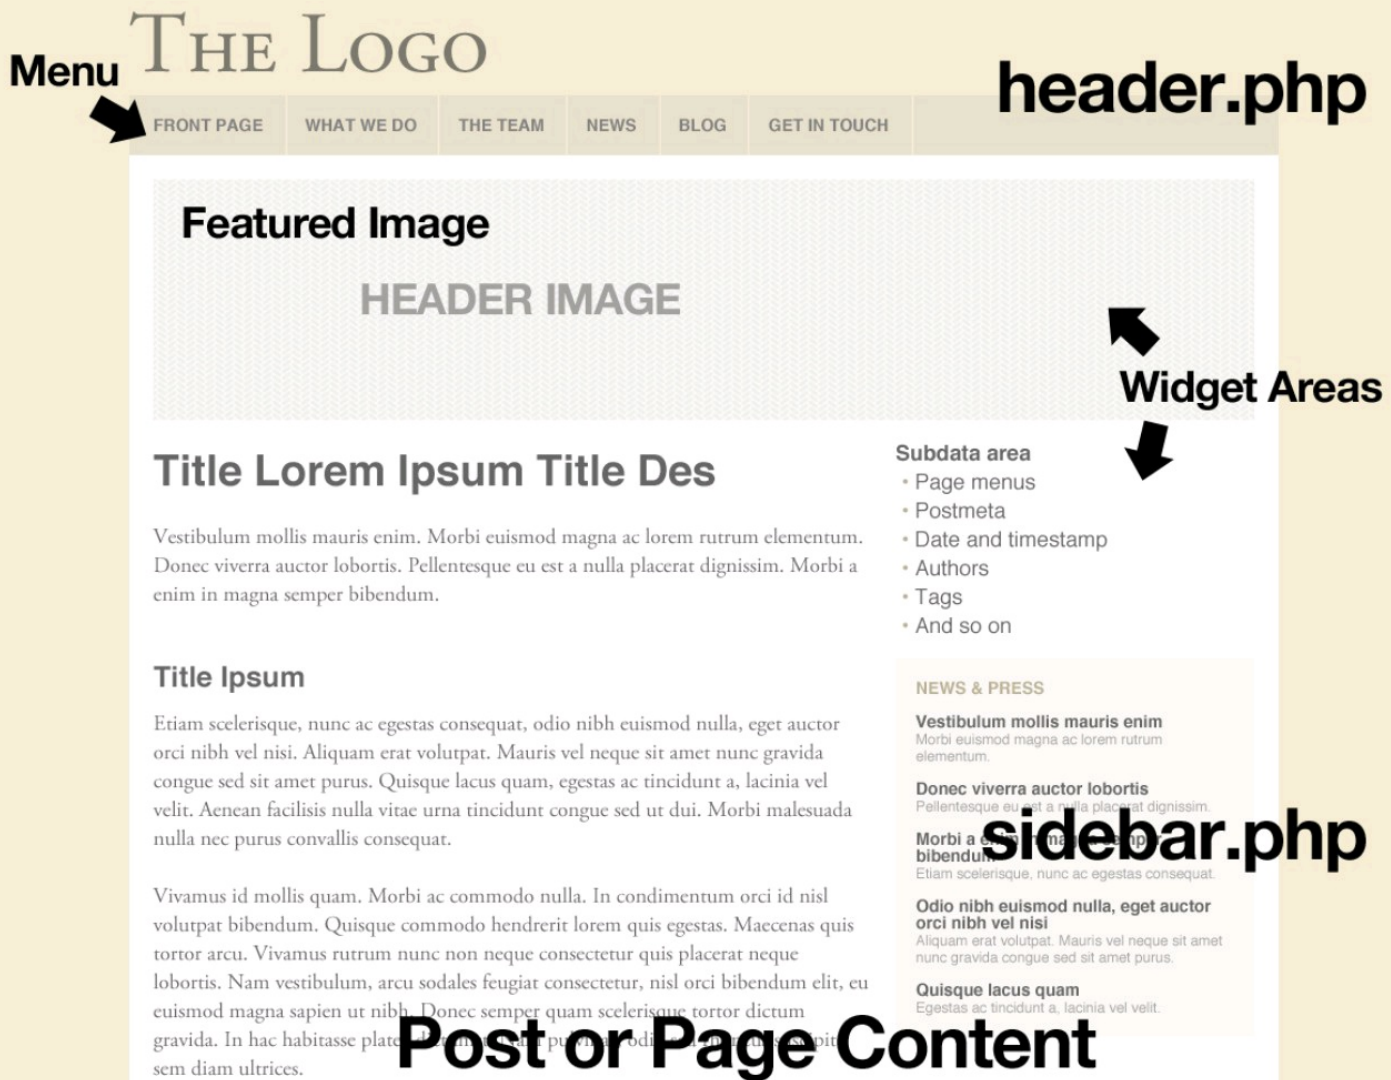 THE LOGO
Menu
header.php
FRONT PAGE
WHAT WE DO
THE TEAM
NEWS
BLOG
GET IN TOUCH
Featured Image
HEADER IMAGE
Widget Areas
Title Lorem Ipsum Title Des
Vestibulum mollis mauris enim. Morbi euismod magna ac lorem rutrum elementum.
Donec viverra auctor lobortis. Pellentesque eu est a nulla placerat dignissim. Morbi a
enim in magna semper bibendum.
Title Ipsum
Etiam scelerisque, nunc ac egestas consequat, odio nibh euismod nulla, eget auctor
orci nibh vel nisi. Aliquam erat volutpat. Mauris vel neque sit amet nunc gravida
congue sed sit amet purus. Quisque lacus quam, egestas ac tincidunt a, lacinia vel
velit. Aenean facilisis nulla vitae urna tincidunt congue sed ut dui. Morbi malesuada
nulla nec purus convallis consequat.
Vivamus id mollis quam. Morbi ac commodo nulla. In condimentum orci id nisl
volutpat bibendum. Quisque commodo hendrerit lorem quis egestas. Maecenas quis
tortor arcu. Vivamus rutrum nunc non neque consectetur quis placerat neque
lobortis. Nam vestibulum, arcu sodales feugiat consectetur, nisl orci bibendum elit, eu
euismod magna sapien ut nibh. Donec semper quam scelerisque tortor dictum
gravida. In hac habitasse
sem diam ultrices.
Post or Page Content
Subdata area
• Page menus
• Postmeta
• Date and timestamp
• Authors
• Tags
• And so on
NEWS & PRESS
Vestibulum mollis mauris enim
Morbi euismod magna ac lorem rutrum
elementum.
Donec viverra auctor lobortis
Pellentesque eu est a nulla placerat dignissim.
Morbi a
sidebar.php
Etiam scelerisque, nunc ac egestas consequat.
Odio nibh euismod nulla, eget auctor
orci nibh vel nisi
Aliquam erat volutpat. Mauris vel neque sit amet
nunc gravida congue sed sit amet purus.
Quisque lacus quam
Egestas ac tincidunt a, lacinia vel velit.